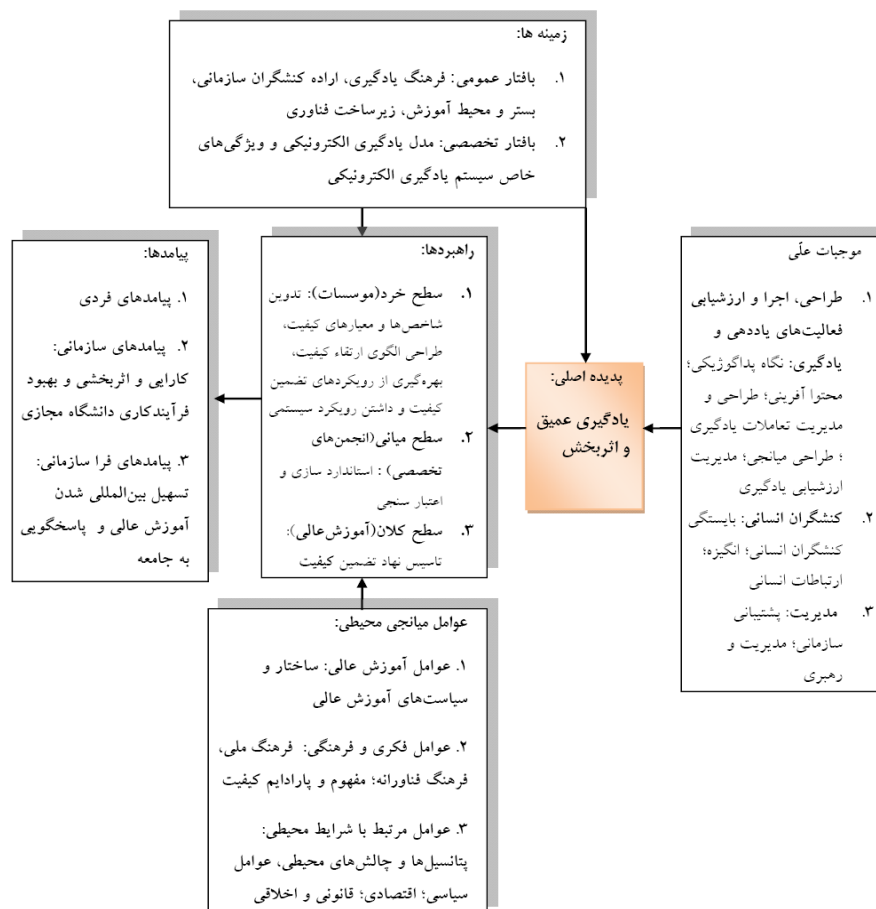 زمینه ها:
۱. بافتار عمومی: فرهنگ یادگیری، اراده کنشگران سازمانی،
بستر و محیط آموزش، زیرساخت فناوری
۲. بافتار تخصصی: مدل یادگیری الکترونیکی و ویژگی‌های
خاص سیستم یادگیری الکترونیکی
موجبات علّی
۱. طراحی، اجرا و ارزشیابی
فعالیت‌های یاددهی و
یادگیری: نگاه پداگوژیکی؛
محتوا آفرینی؛ طراحی و
مدیریت تعاملات یادگیری
؛ طراحی میانجی؛ مدیریت
ارزشیابی یادگیری
۲. کنشگران انسانی: بایستگی
کنشگران انسانی؛ انگیزه؛
ارتباطات انسانی
۳. مدیریت: پشتیبانی
سازمانی؛ مدیریت و
رهبری
پدیده اصلی:
یادگیری عمیق
و اثربخش
راهبردها:
۱. سطح خرد(موسسات): تدوین
شاخص‌ها و معیارهای کیفیت،
طراحی الگوی ارتقاء کیفیت،
بهره‌گیری از رویکردهای تضمین
کیفیت و داشتن رویکرد سیستمی
۲. سطح میانی(انجمن‌های
تخصصی) : استاندارد سازی و
اعتبار سنجی
۳. سطح کلان(آموزش‌عالی):
تاسیس نهاد تضمین کیفیت
پیامدها:
۱. پیامدهای فردی
۲. پیامدهای سازمانی:
کارایی و اثربخشی و بهبود
فرآیندکاری دانشگاه مجازی
۳. پیامدهای فرا سازمانی:
تسهیل بین‌المللی شدن
آموزش عالی و پاسخگویی
به جامعه
عوامل میانجی محیطی:
۱. عوامل آموزش عالی: ساختار و
سیاست‌های آموزش عالی
۲. عوامل فکری و فرهنگی: فرهنگ ملی،
فرهنگ فناورانه؛ مفهوم و پارادایم کیفیت
۳. عوامل مرتبط با شرایط محیطی:
پتانسیل‌ها و چالش‌های محیطی، عوامل
سیاسی؛ اقتصادی؛ قانونی و اخلاقی